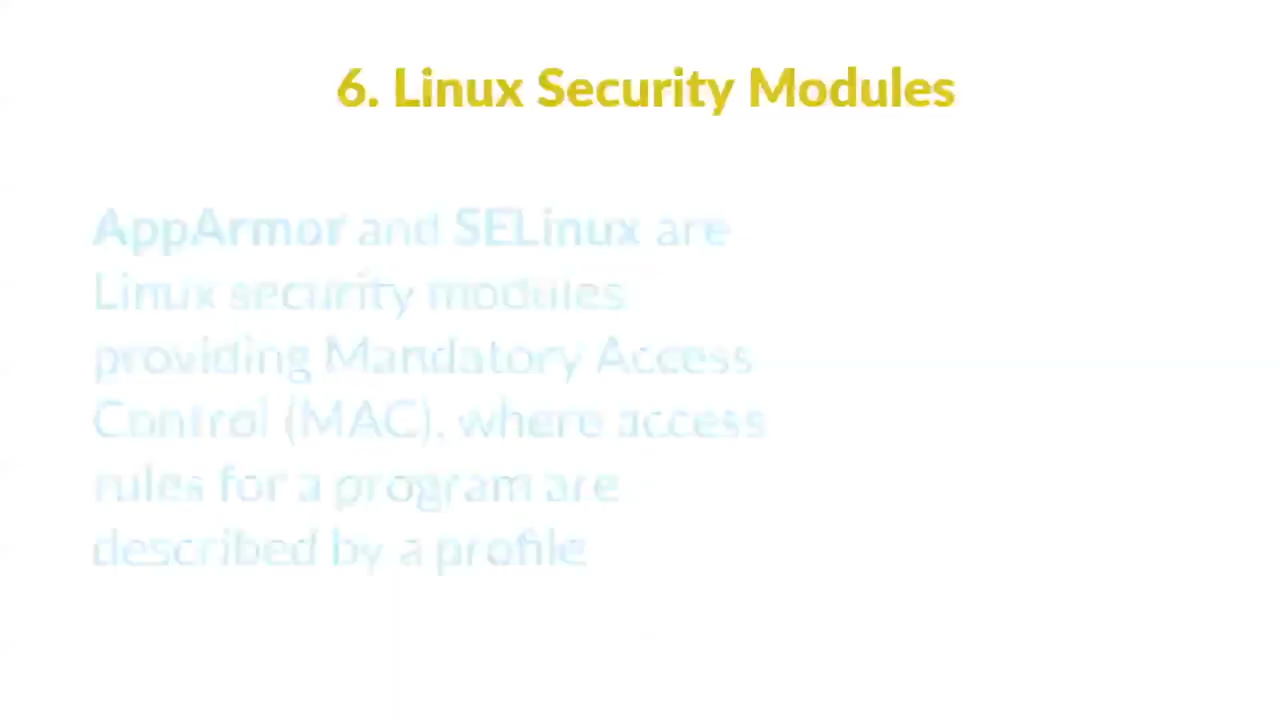 6. Linux Security Modules
AppArmor and SELinux are
Linux security modules
providing Mandatory Access
Control (MAC), where access
rules for a program are
described by a profile